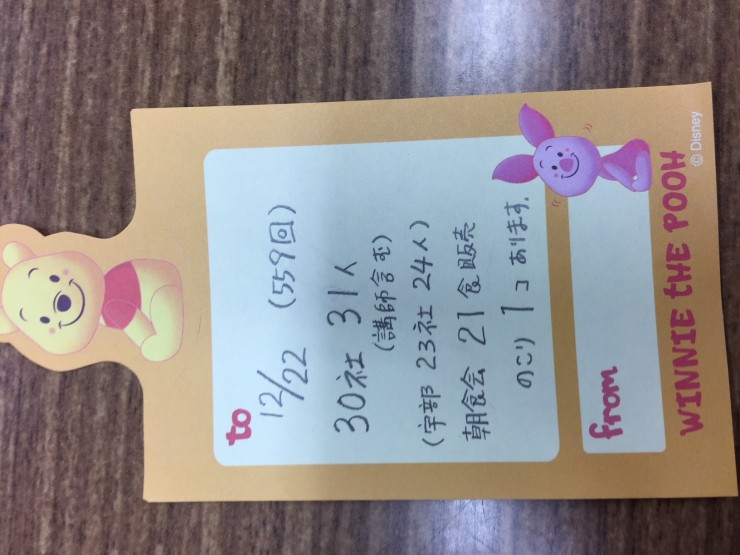 to
12/22 (559回)
30社 31人
(講師含む)
(宇部 23社 24人)
朝食会 21食販売
のこり 1コ あります。
from
WINNIE THE POOH
© Disney